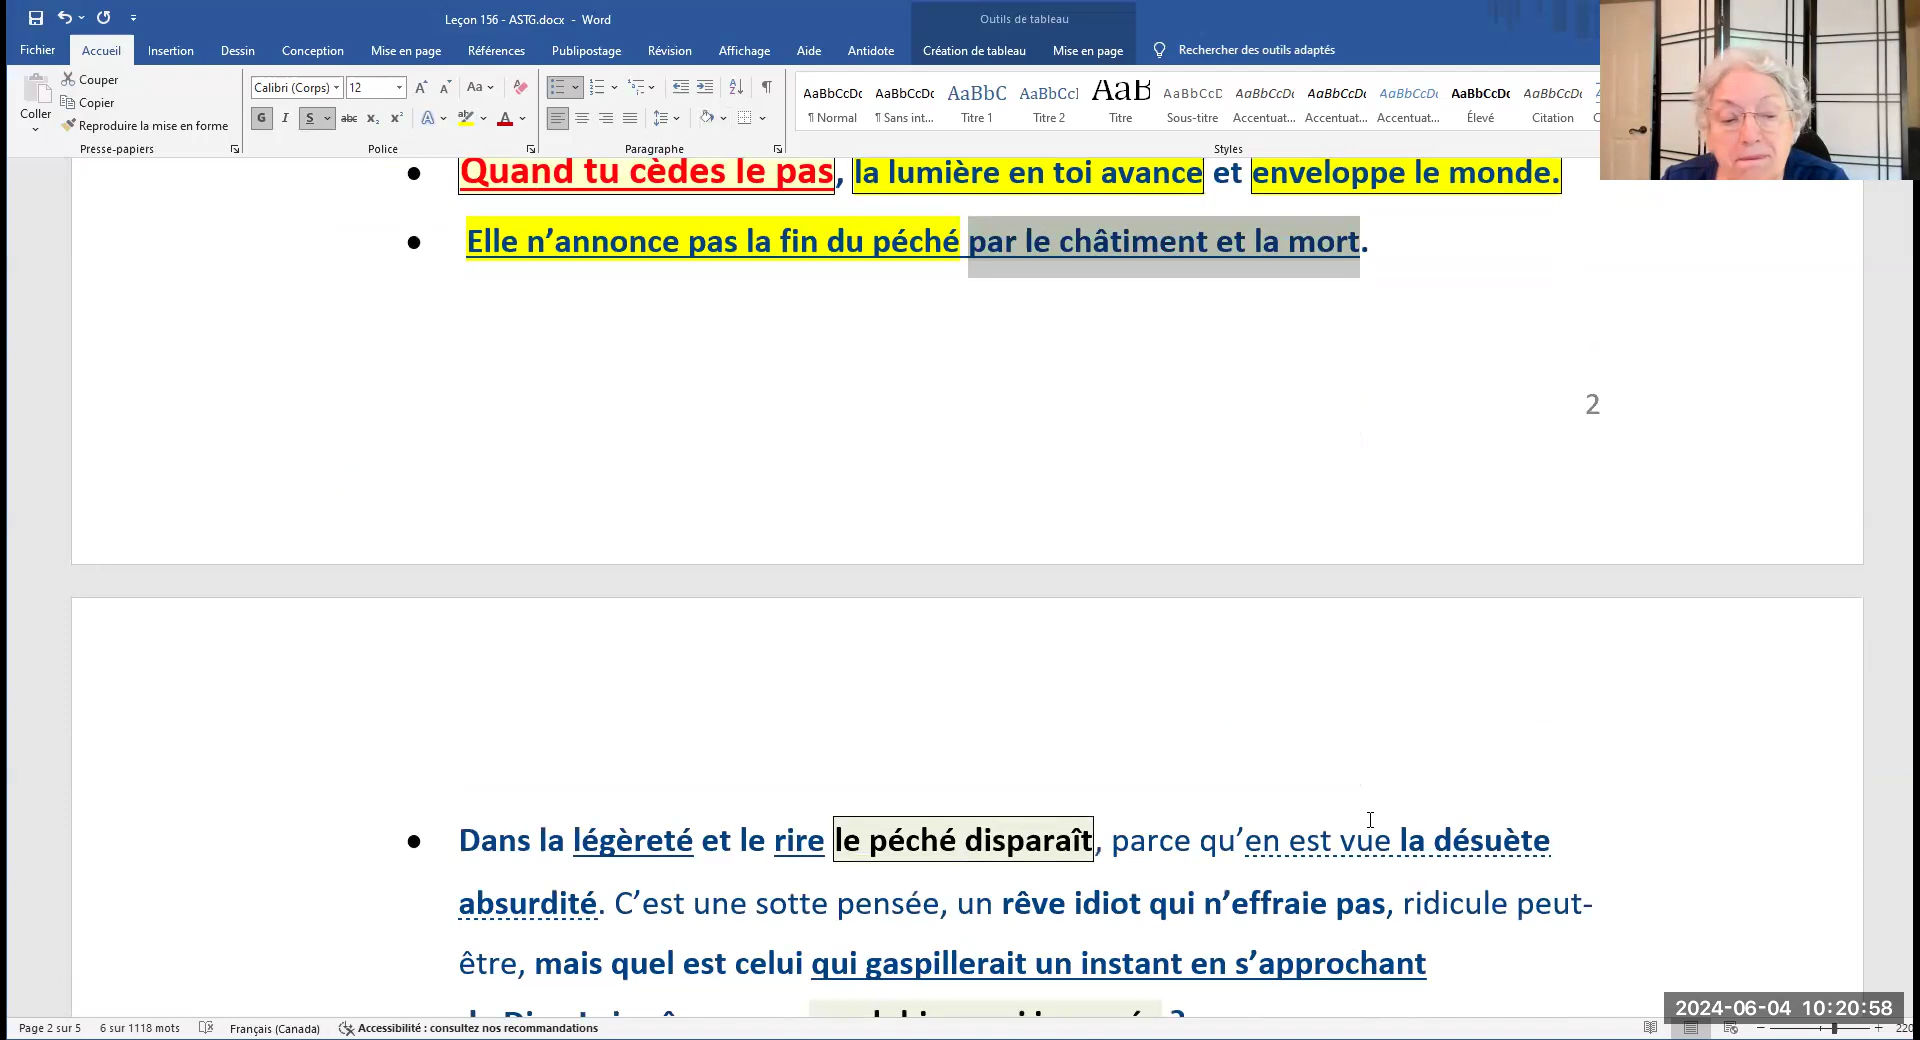 Leçon 156 - ASTG.docx - Word
Outils de tableau
Fichier Accueil Insertion Dessin Conception Mise en page Références Publipostage Révision Affichage Aide Antidote Création de tableau Mise en page Rechercher des outils adaptés
Coller
Couper
Copier
Reproduire la mise en forme
Presse-papiers
Calibri (Corps) 12
Aa
G I S abc x₂ x²
Police
Paragraphe
AaBbCcDc AaBbCcDc AaBbC AaBbCcI AaB AaBbCcD AaBbCcDc AaBbCcDc AaBbCcDc AaBbCcDc AaBbCcDc
¶ Normal ¶ Sans int... Titre 1 Titre 2 Titre Sous-titre Accentuat... Accentuat... Accentuat... Élevé Citation
Styles
• Quand tu cèdes le pas, la lumière en toi avance et enveloppe le monde.
• Elle n’annonce pas la fin du péché par le châtiment et la mort.
2
• Dans la légèreté et le rire le péché disparaît, parce qu’en est vue la désuète
absurdité. C’est une sotte pensée, un rêve idiot qui n’effraie pas, ridicule peut-
être, mais quel est celui qui gaspillerait un instant en s’approchant
2024-06-04 10:20:58
Page 2 sur 5 6 sur 1118 mots Français (Canada) Accessibilité : consultez nos recommandations